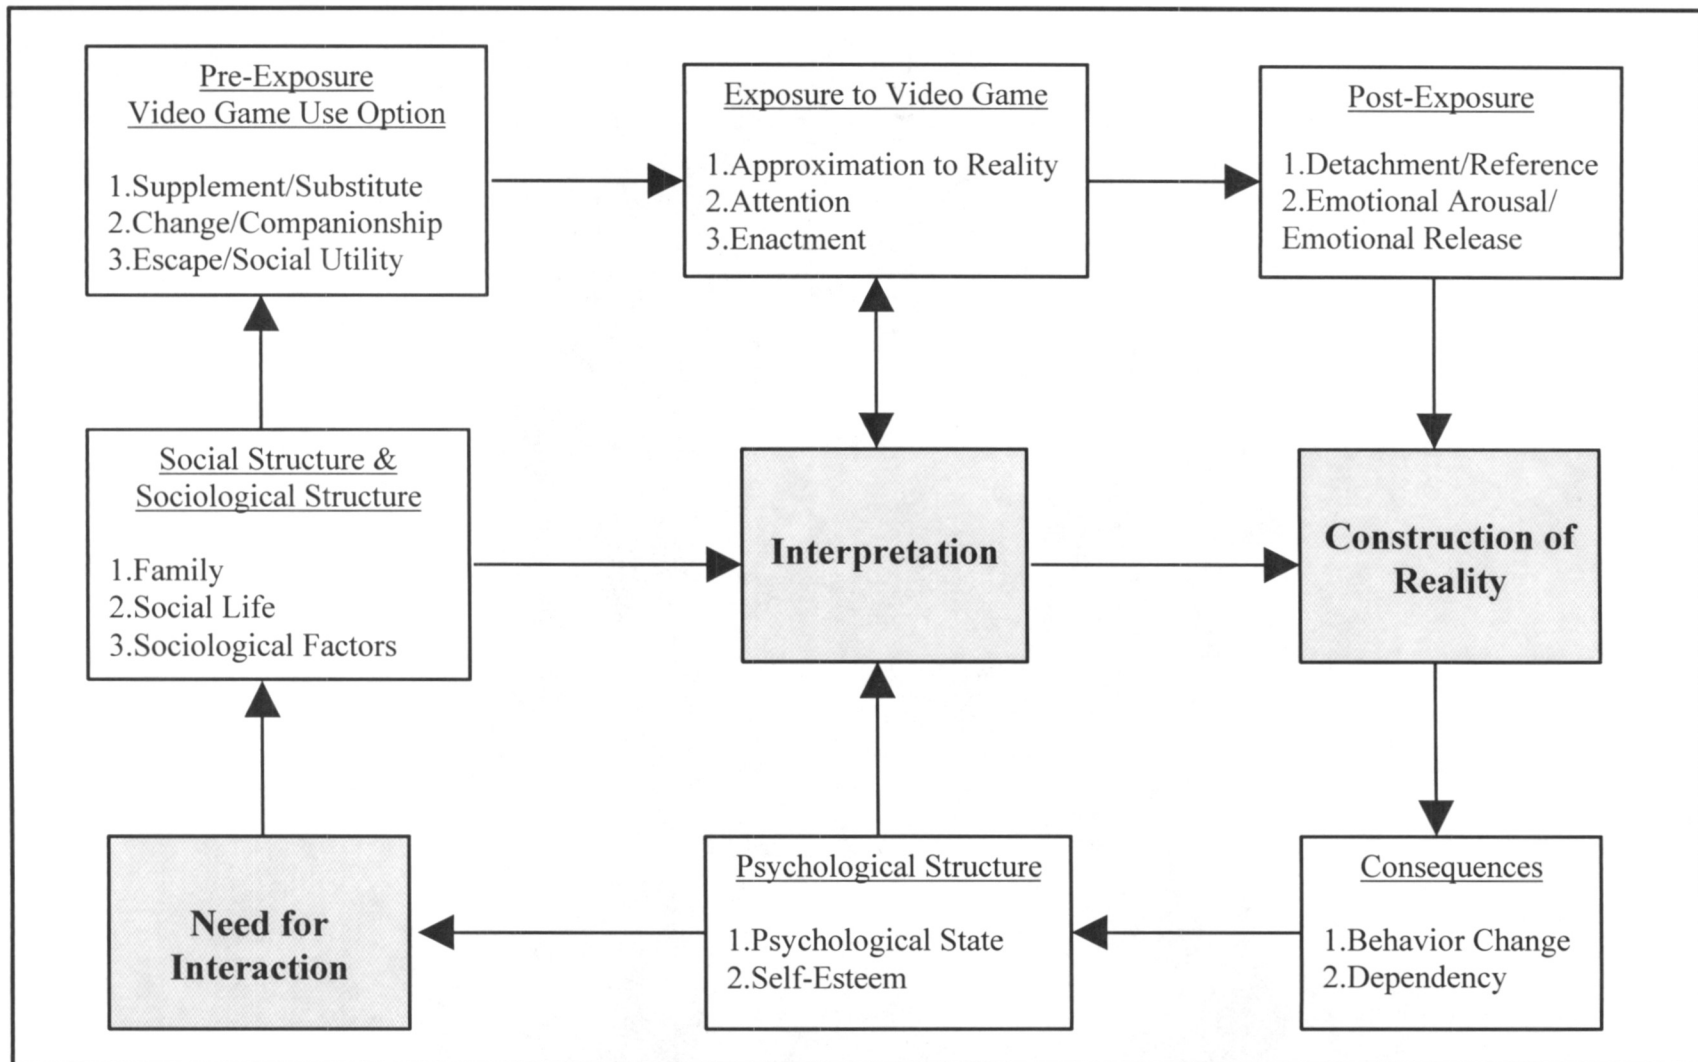 Pre-Exposure
Video Game Use Option
1.Supplement/Substitute
2.Change/Companionship
3.Escape/Social Utility
Exposure to Video Game
1.Approximation to Reality
2.Attention
3.Enactment
Post-Exposure
1.Detachment/Reference
2.Emotional Arousal/
Emotional Release
Social Structure &
Sociological Structure
1.Family
2.Social Life
3.Sociological Factors
Interpretation
Construction of
Reality
Need for
Interaction
Psychological Structure
1.Psychological State
2.Self-Esteem
Consequences
1.Behavior Change
2.Dependency